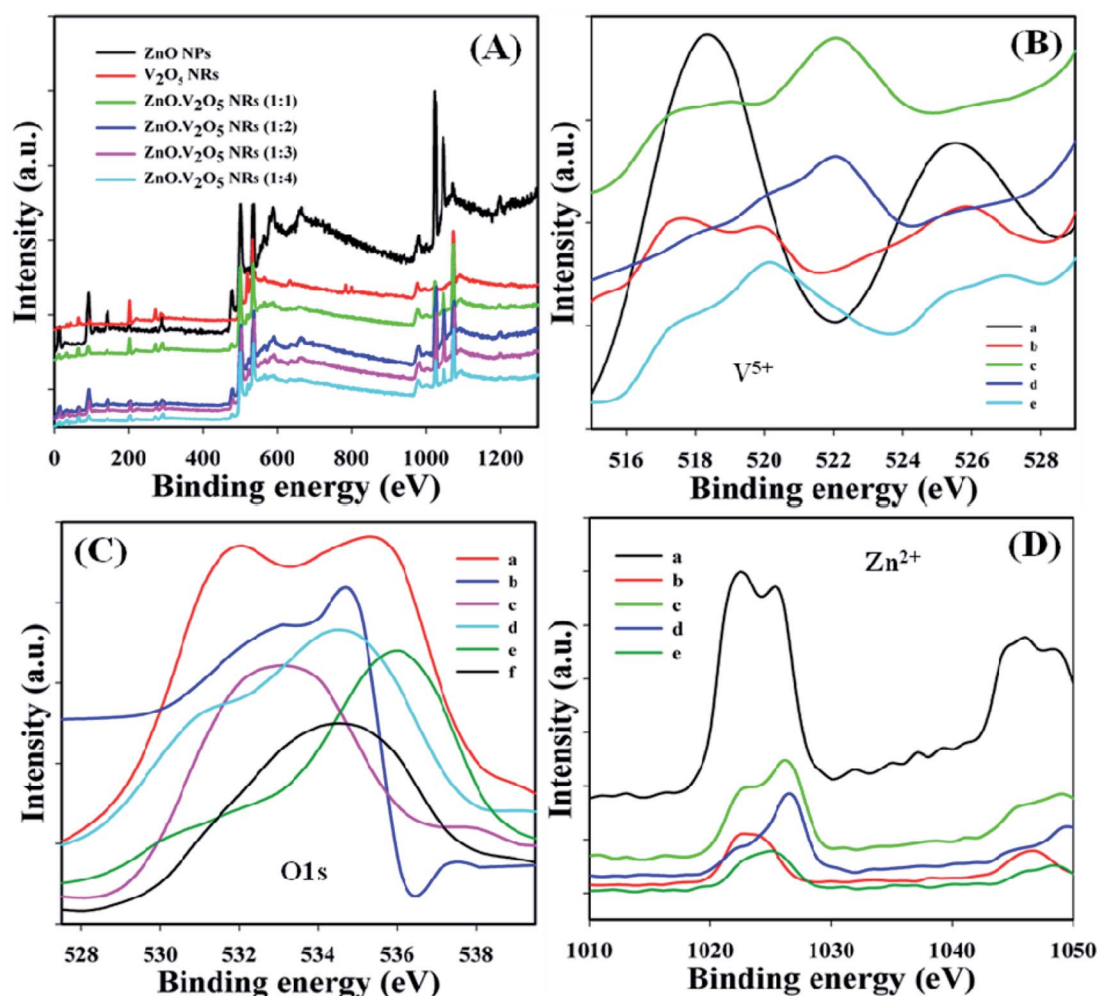 (A)
ZnO NPs
V2O5 NRs
ZnO.V2O5 NRs (1:1)
ZnO.V2O5 NRs (1:2)
ZnO.V2O5 NRs (1:3)
ZnO.V2O5 NRs (1:4)
Intensity (a.u.)
0 200 400 600 800 1000 1200
Binding energy (eV)
(B)
Intensity (a.u.)
V5+
a
b
c
d
e
516 518 520 522 524 526 528
Binding energy (eV)
(C)
a
b
c
d
e
f
Intensity (a.u.)
O1s
528 530 532 534 536 538
Binding energy (eV)
(D)
Zn2+
a
b
c
d
e
Intensity (a.u.)
1010 1020 1030 1040 1050
Binding energy (eV)